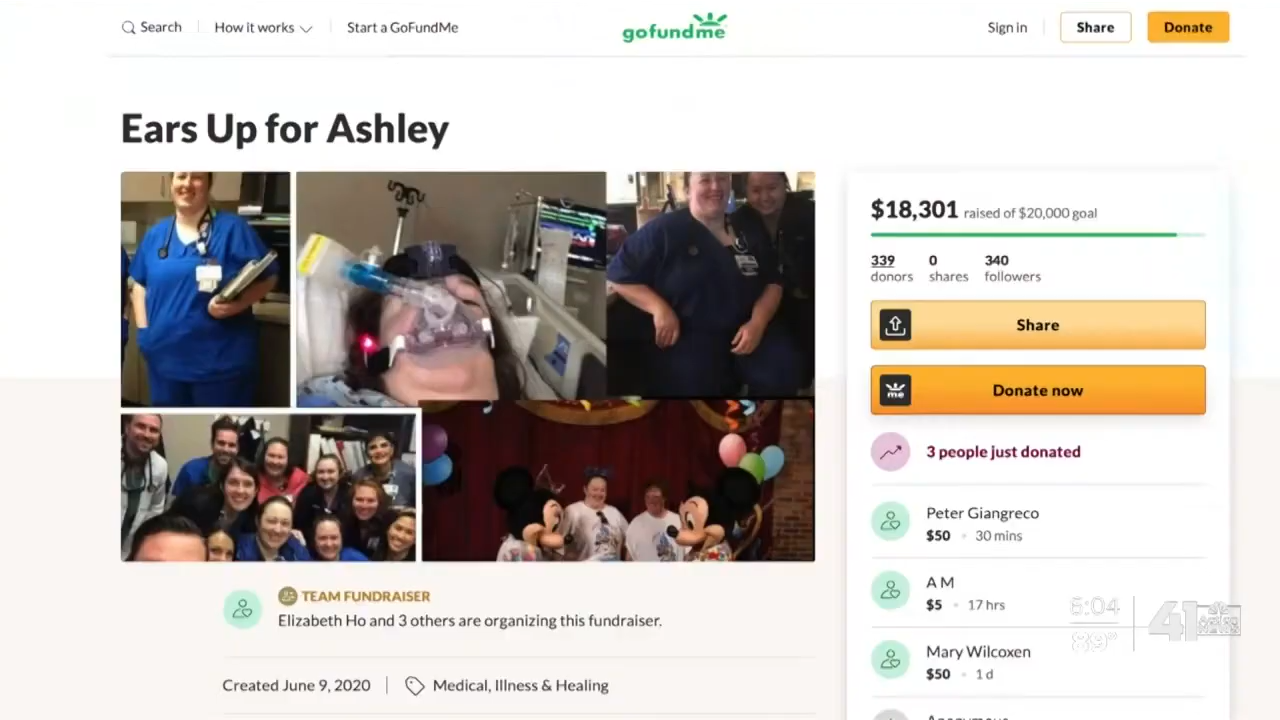 Search
How it works
Start a GoFundMe
gofundme
Sign in
Share
Donate
Ears Up for Ashley
$18,301 raised of $20,000 goal
339
donors
0
shares
340
followers
Share
me
Donate now
3 people just donated
Peter Giangreco
$50 • 30 mins
A M
$5 • 17 hrs
Mary Wilcoxen
$50 • 1 d
Anonymous
TEAM FUNDRAISER
Elizabeth Ho and 3 others are organizing this fundraiser.
Created June 9, 2020
Medical, Illness & Healing
6:04
89°
41